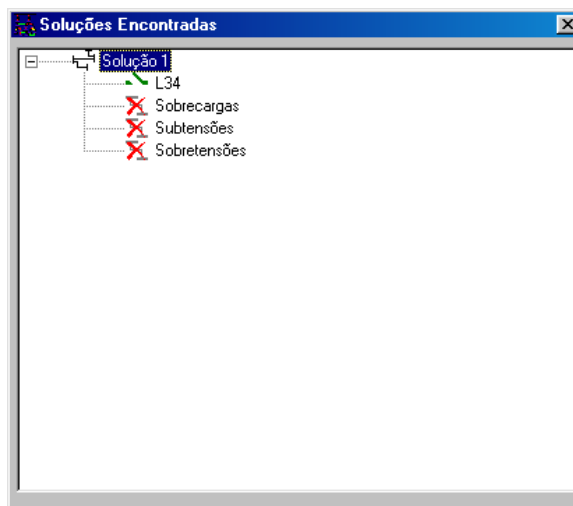 Soluções Encontradas
Solução 1
L34
Sobrecargas
Subtensões
Sobretensões